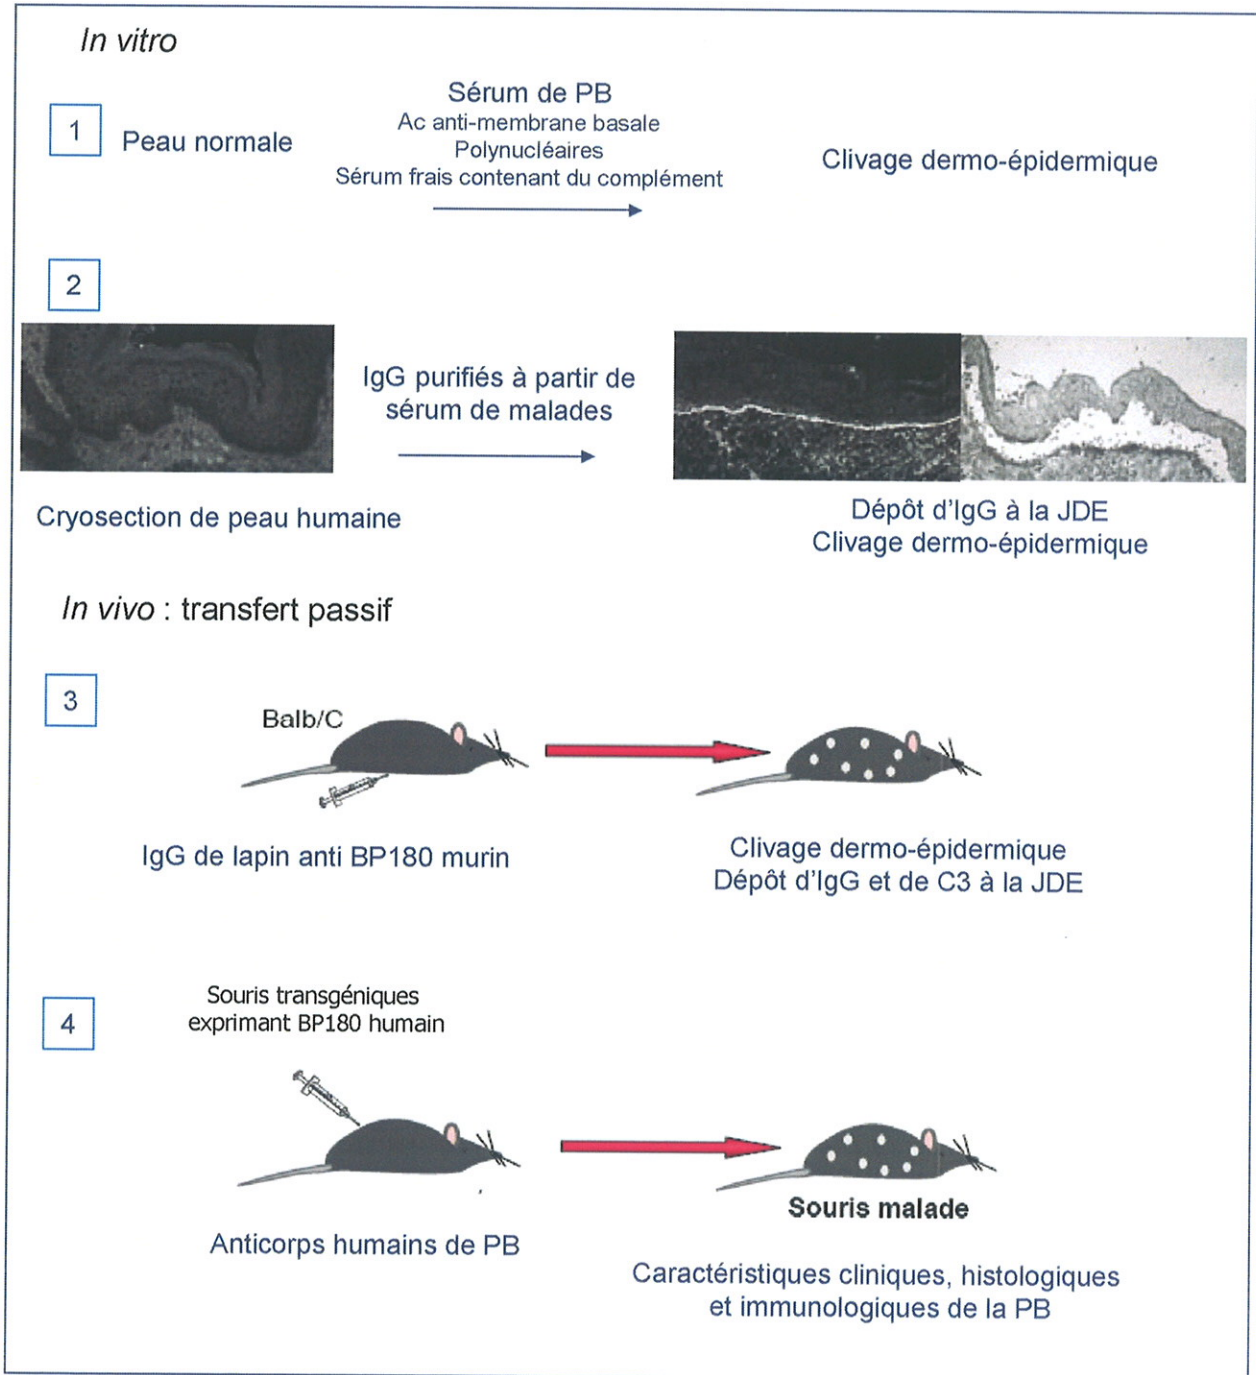 In vitro
1
Peau normale
Sérum de PB
Ac anti-membrane basale
Polynucléaires
Sérum frais contenant du complément
Clivage dermo-épidermique
2
IgG purifiés à partir de
sérum de malades
Cryosection de peau humaine
Dépôt d'IgG à la JDE
Clivage dermo-épidermique
In vivo : transfert passif
3
Balb/C
IgG de lapin anti BP180 murin
Clivage dermo-épidermique
Dépôt d'IgG et de C3 à la JDE
4
Souris transgéniques
exprimant BP180 humain
Anticorps humains de PB
Souris malade
Caractéristiques cliniques, histologiques
et immunologiques de la PB